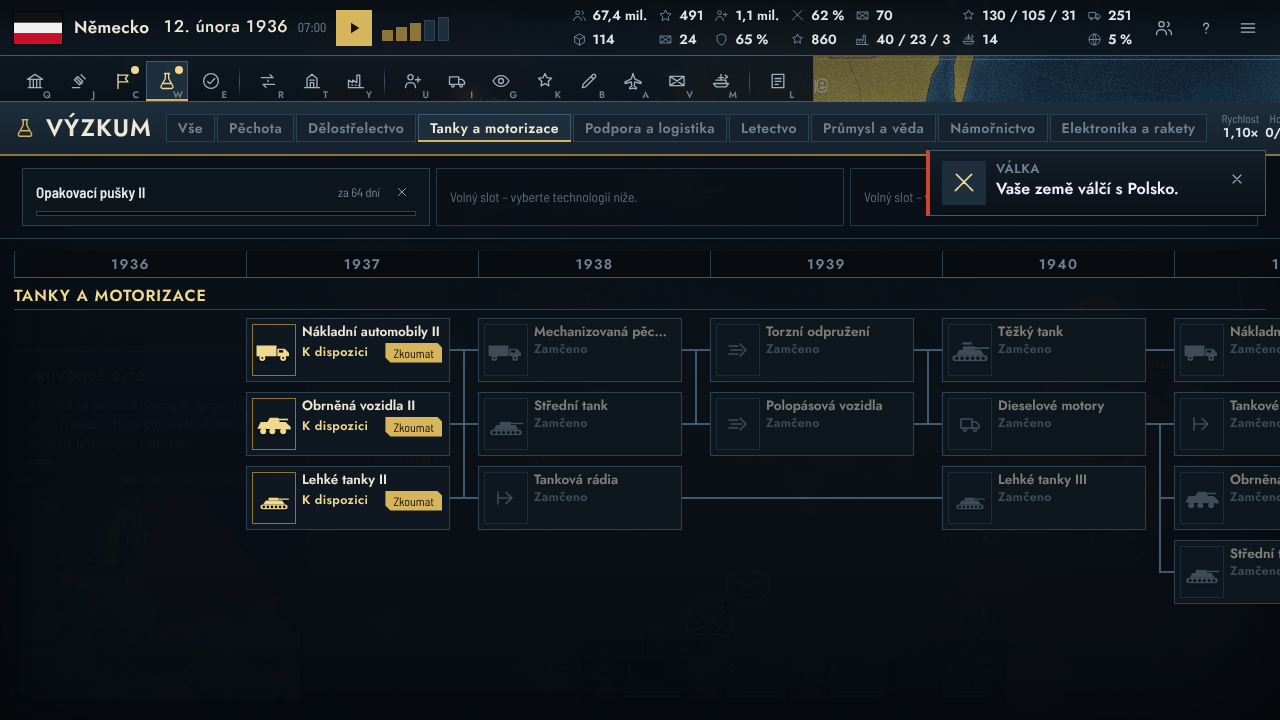 Německo 12. února 1936 07:00
67,4 mil. 491 1,1 mil. 62 % 70 130 / 105 / 31 251
114 24 65 % 860 40 / 23 / 3 14 5 %
Q J C W E R T Y U I G K B A V M L
VÝZKUM Vše Pěchota Dělostřelectvo Tanky a motorizace Podpora a logistika Letectvo Průmysl a věda Námořnictvo Elektronika a rakety Rychlost
1,10×
VÁLKA
Vaše země válčí s Polsko.
Opakovací pušky II za 64 dní
Volný slot – vyberte technologii níže.
Volný slot –
1936 1937 1938 1939 1940
TANKY A MOTORIZACE
Nákladní automobily II Mechanizovaná pěc... Torzní odpružení Těžký tank
K dispozici Zkoumat Zamčeno Zamčeno Zamčeno
Obrněná vozidla II Střední tank Polopásová vozidla Dieselové motory Tankové
K dispozici Zkoumat Zamčeno Zamčeno Zamčeno
Lehké tanky II Tanková rádia Lehké tanky III Obrněná
K dispozici Zkoumat Zamčeno Zamčeno
Střední